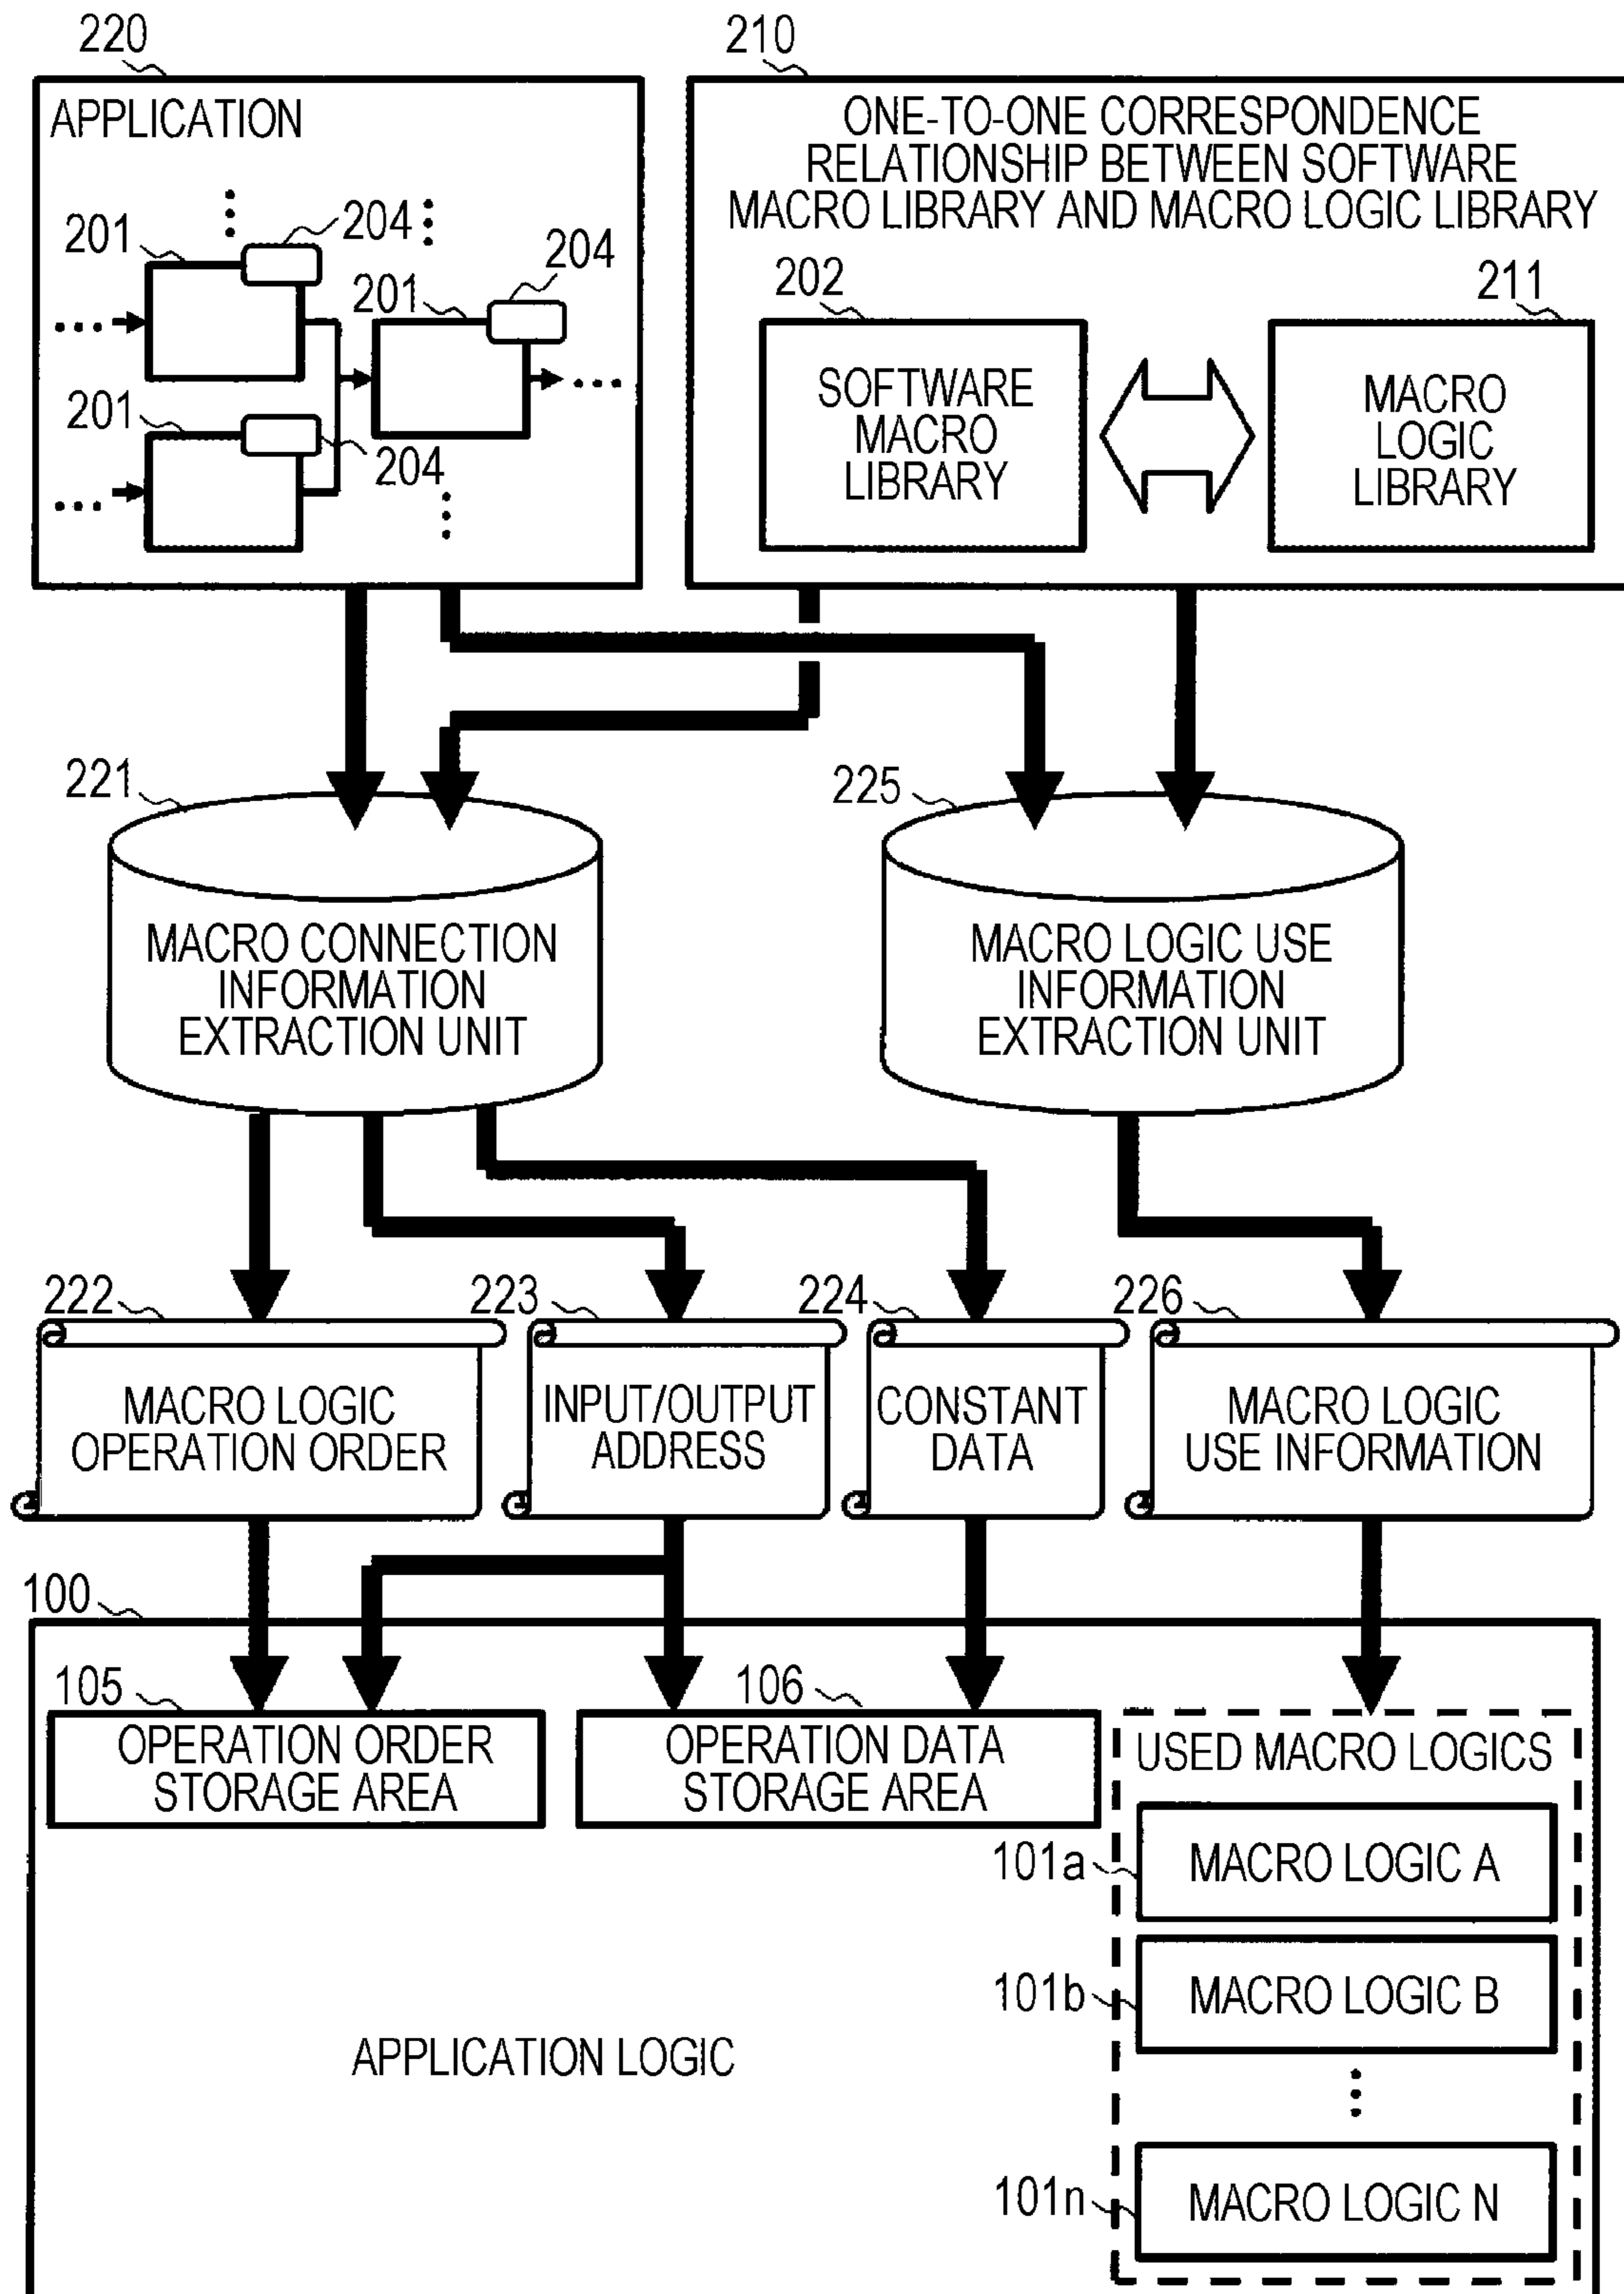 220
210
APPLICATION
ONE-TO-ONE CORRESPONDENCE
RELATIONSHIP BETWEEN SOFTWARE
MACRO LIBRARY AND MACRO LOGIC LIBRARY
201
204
204
201
201
204
202
211
SOFTWARE
MACRO
LIBRARY
MACRO
LOGIC
LIBRARY
221
225
MACRO CONNECTION
INFORMATION
EXTRACTION UNIT
MACRO LOGIC USE
INFORMATION
EXTRACTION UNIT
222
223
224
226
MACRO LOGIC
OPERATION ORDER
INPUT/OUTPUT
ADDRESS
CONSTANT
DATA
MACRO LOGIC
USE INFORMATION
100
105
106
OPERATION ORDER
STORAGE AREA
OPERATION DATA
STORAGE AREA
USED MACRO LOGICS
101a
MACRO LOGIC A
101b
MACRO LOGIC B
APPLICATION LOGIC
101n
MACRO LOGIC N